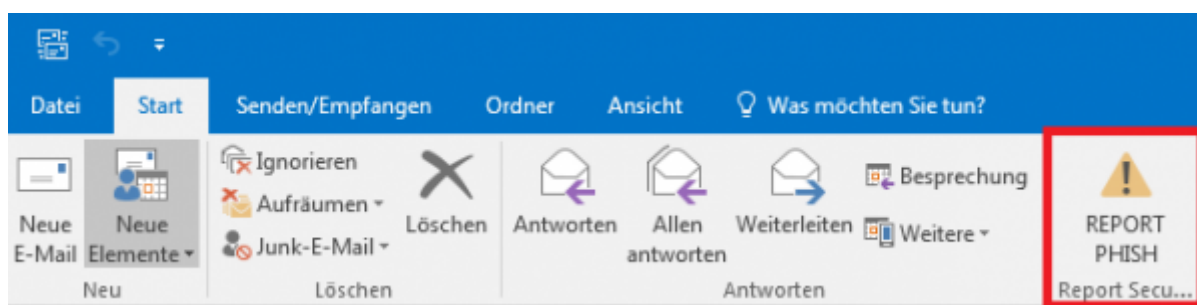 Datei Start Senden/Empfangen Ordner Ansicht Was möchten Sie tun?
Neue E-Mail
Neue Elemente
Ignorieren
Aufräumen
Junk-E-Mail
Löschen
Antworten
Allen antworten
Weiterleiten
Besprechung
Weitere
REPORT
PHISH
Neu Löschen Antworten Report Secu...